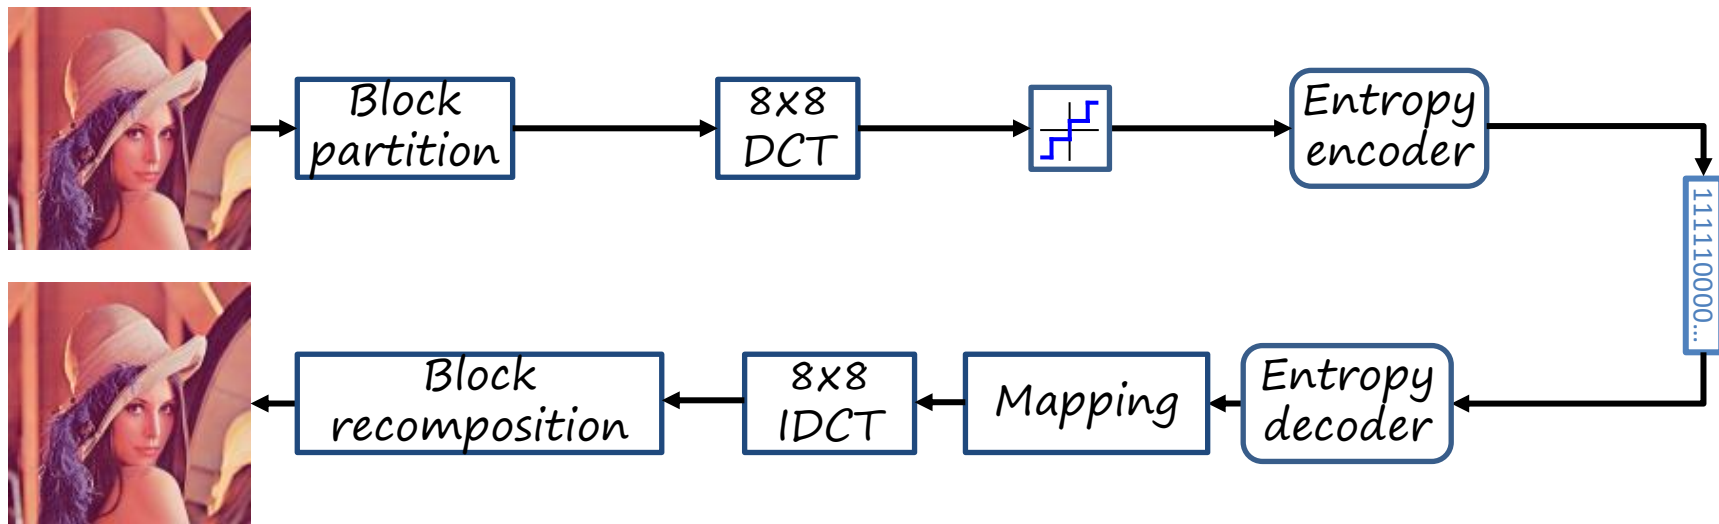 Block
partition
8x8
DCT
Entropy
encoder
111110000...
Entropy
decoder
Mapping
8x8
IDCT
Block
recomposition